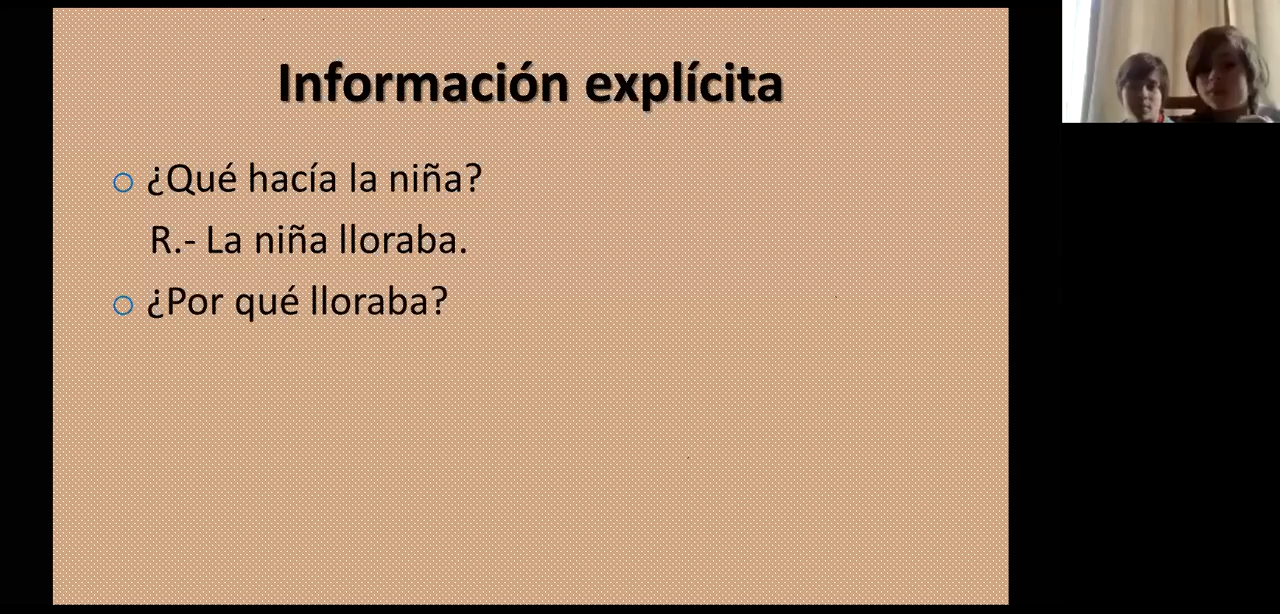 Información explícita
¿Qué hacía la niña?
R.- La niña lloraba.
¿Por qué lloraba?